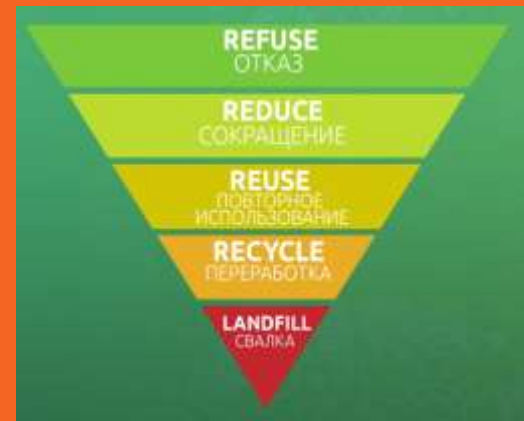 REFUSE
ОТКАЗ
REDUCE
СОКРАЩЕНИЕ
REUSE
ПОВТОРНОЕ
ИСПОЛЬЗОВАНИЕ
RECYCLE
ПЕРЕРАБОТКА
LANDFILL
СВАЛКА